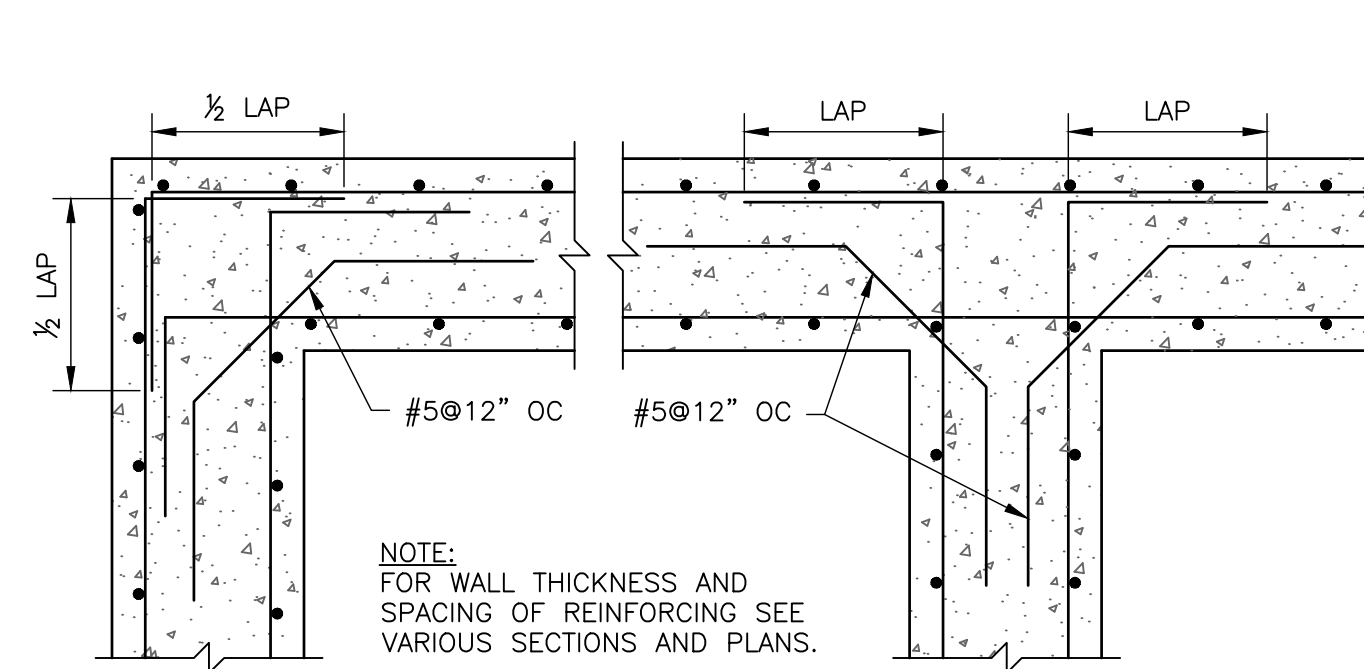 ½ LAP
LAP
LAP
½ LAP
#5@12” OC
#5@12” OC
NOTE:
FOR WALL THICKNESS AND
SPACING OF REINFORCING SEE
VARIOUS SECTIONS AND PLANS.